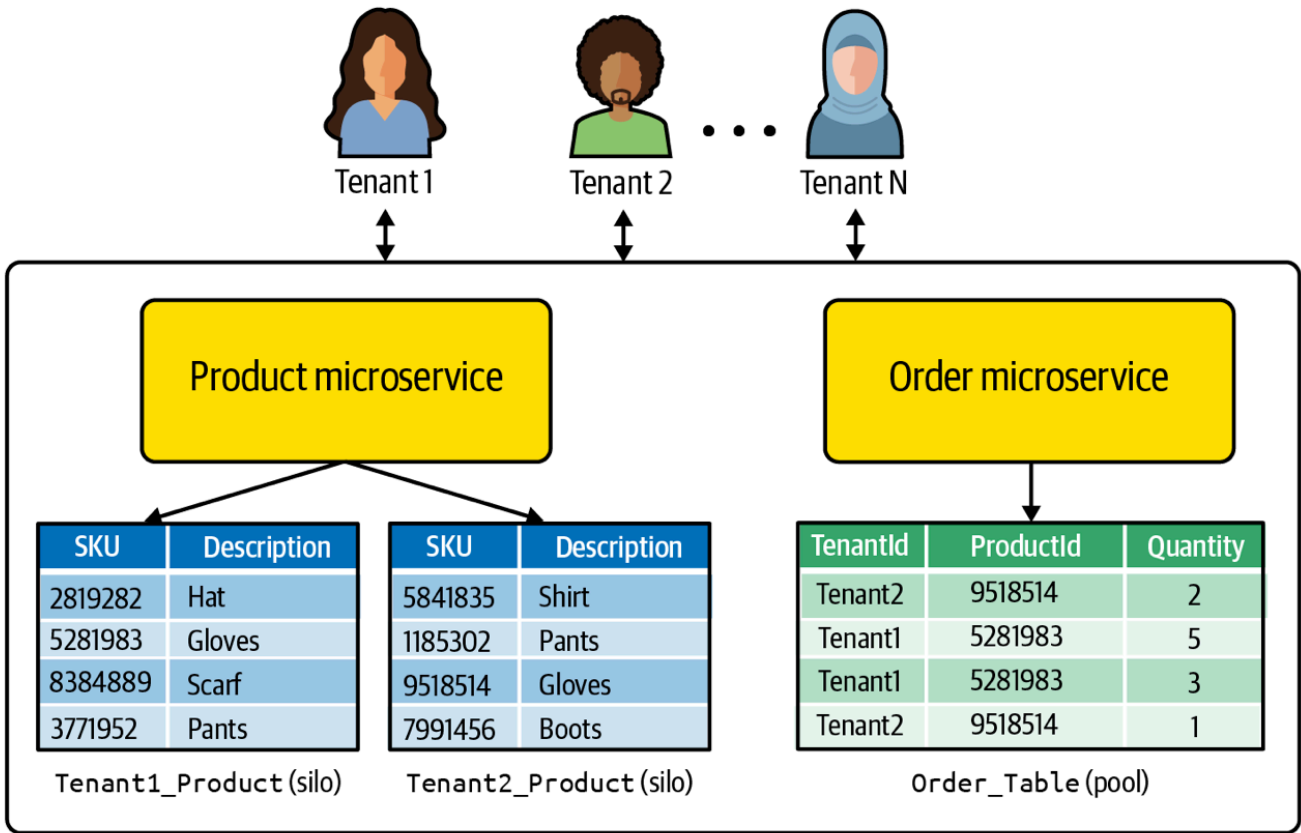 Tenant 1
Tenant 2
Tenant N
Product microservice
Order microservice
SKU Description
2819282 Hat
5281983 Gloves
8384889 Scarf
3771952 Pants
Tenant1_Product (silo)
SKU Description
5841835 Shirt
1185302 Pants
9518514 Gloves
7991456 Boots
Tenant2_Product (silo)
TenantId ProductId Quantity
Tenant2 9518514 2
Tenant1 5281983 5
Tenant1 5281983 3
Tenant2 9518514 1
Order_Table (pool)